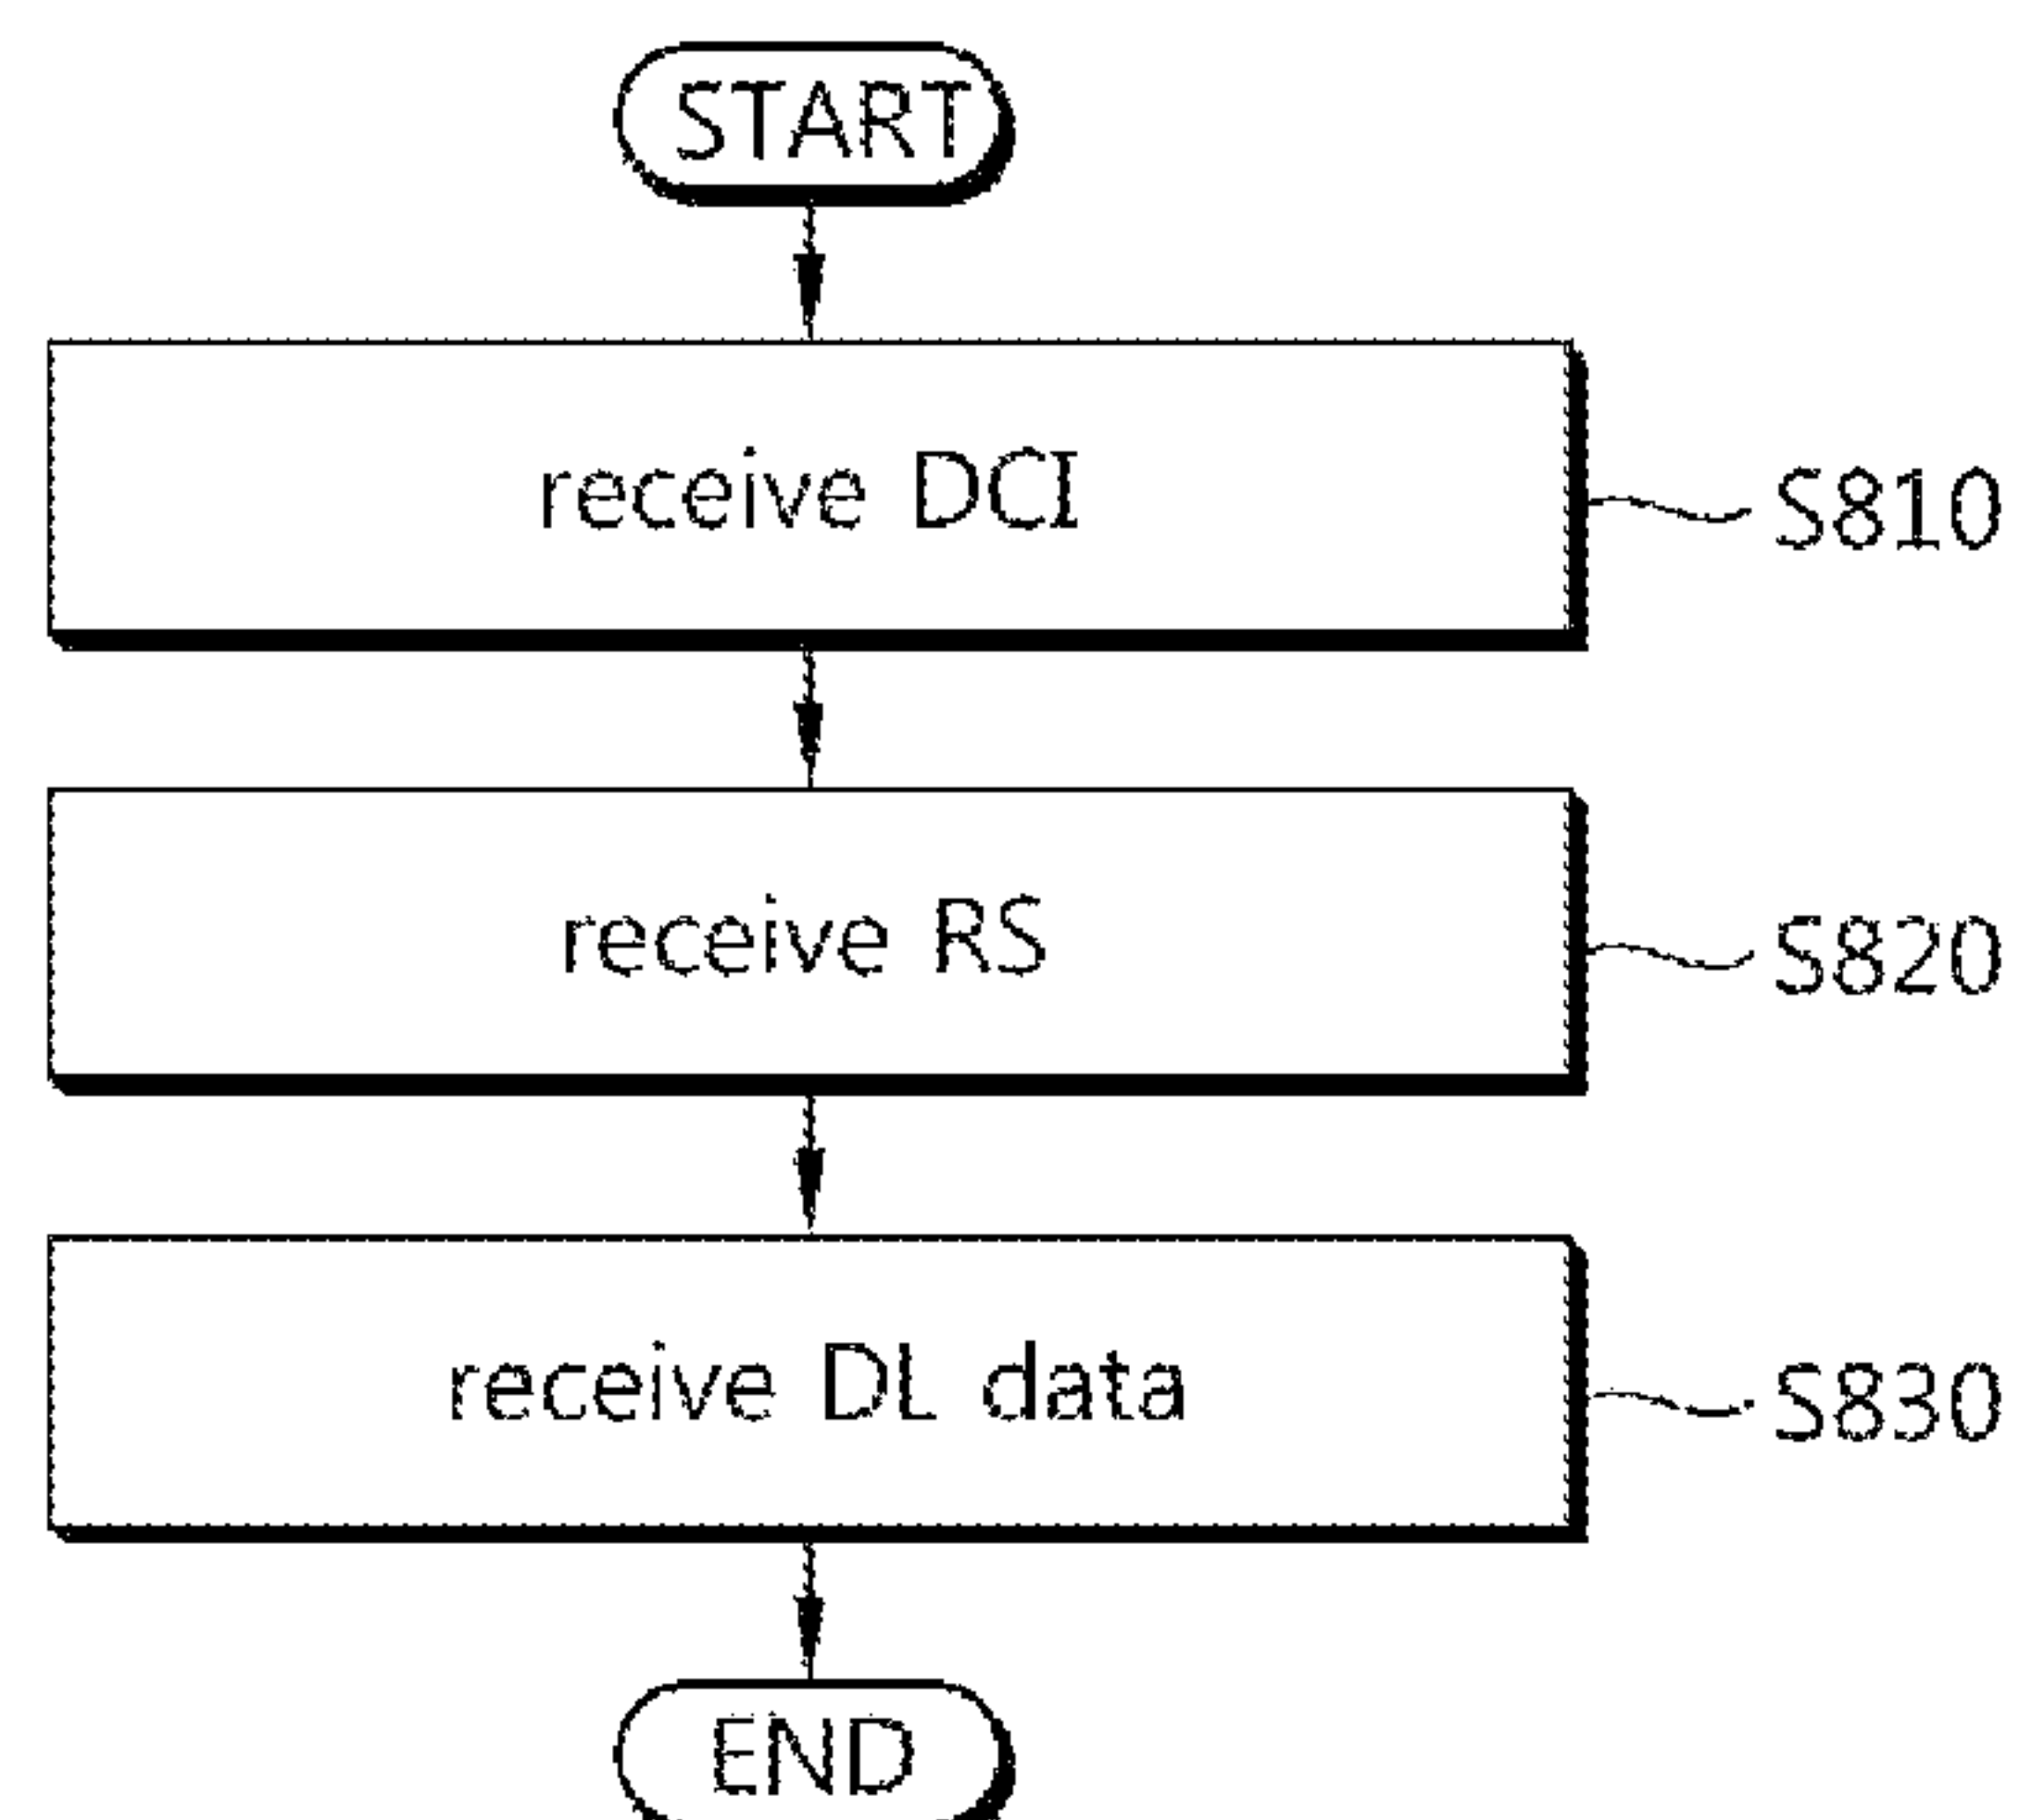 START
receive DCI
S810
receive RS
S820
receive DL data
S830
END